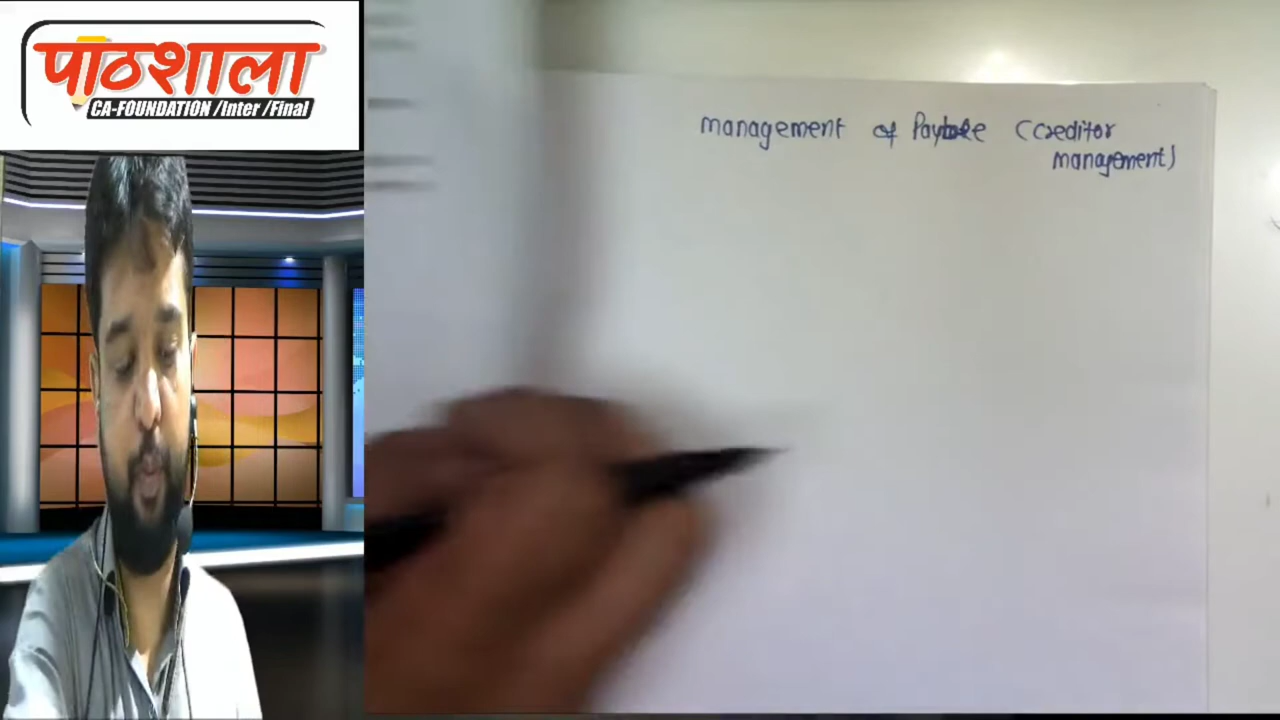 पाठशाला
CA-FOUNDATION /Inter /Final
management of Payable (creditor
management)